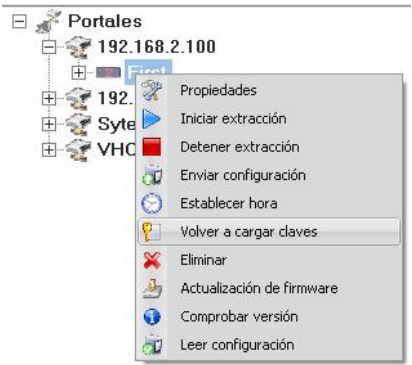 Portales
192.168.2.100
First
192.
Syte
VHC
Propiedades
Iniciar extracción
Detener extracción
Enviar configuración
Establecer hora
Volver a cargar claves
Eliminar
Actualización de firmware
Comprobar versión
Leer configuración